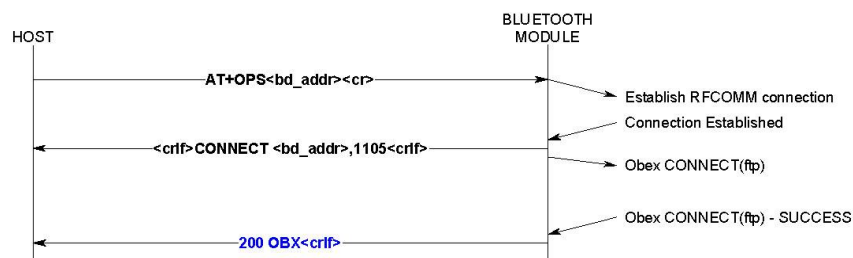 HOST
BLUETOOTH
MODULE
AT+OPS<bd_addr><cr>
Establish RFCOMM connection
Connection Established
<crlf>CONNECT <bd_addr>,1105<crlf>
Obex CONNECT(ftp)
Obex CONNECT(ftp) - SUCCESS
200 OBX<crlf>